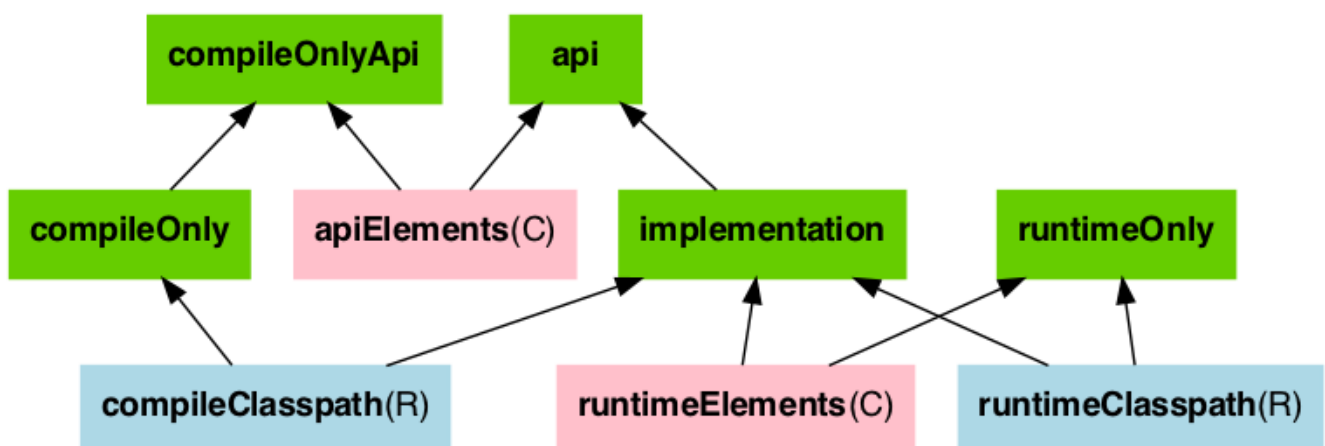 compileOnlyApi
api
compileOnly
apiElements(C)
implementation
runtimeOnly
compileClasspath(R)
runtimeElements(C)
runtimeClasspath(R)